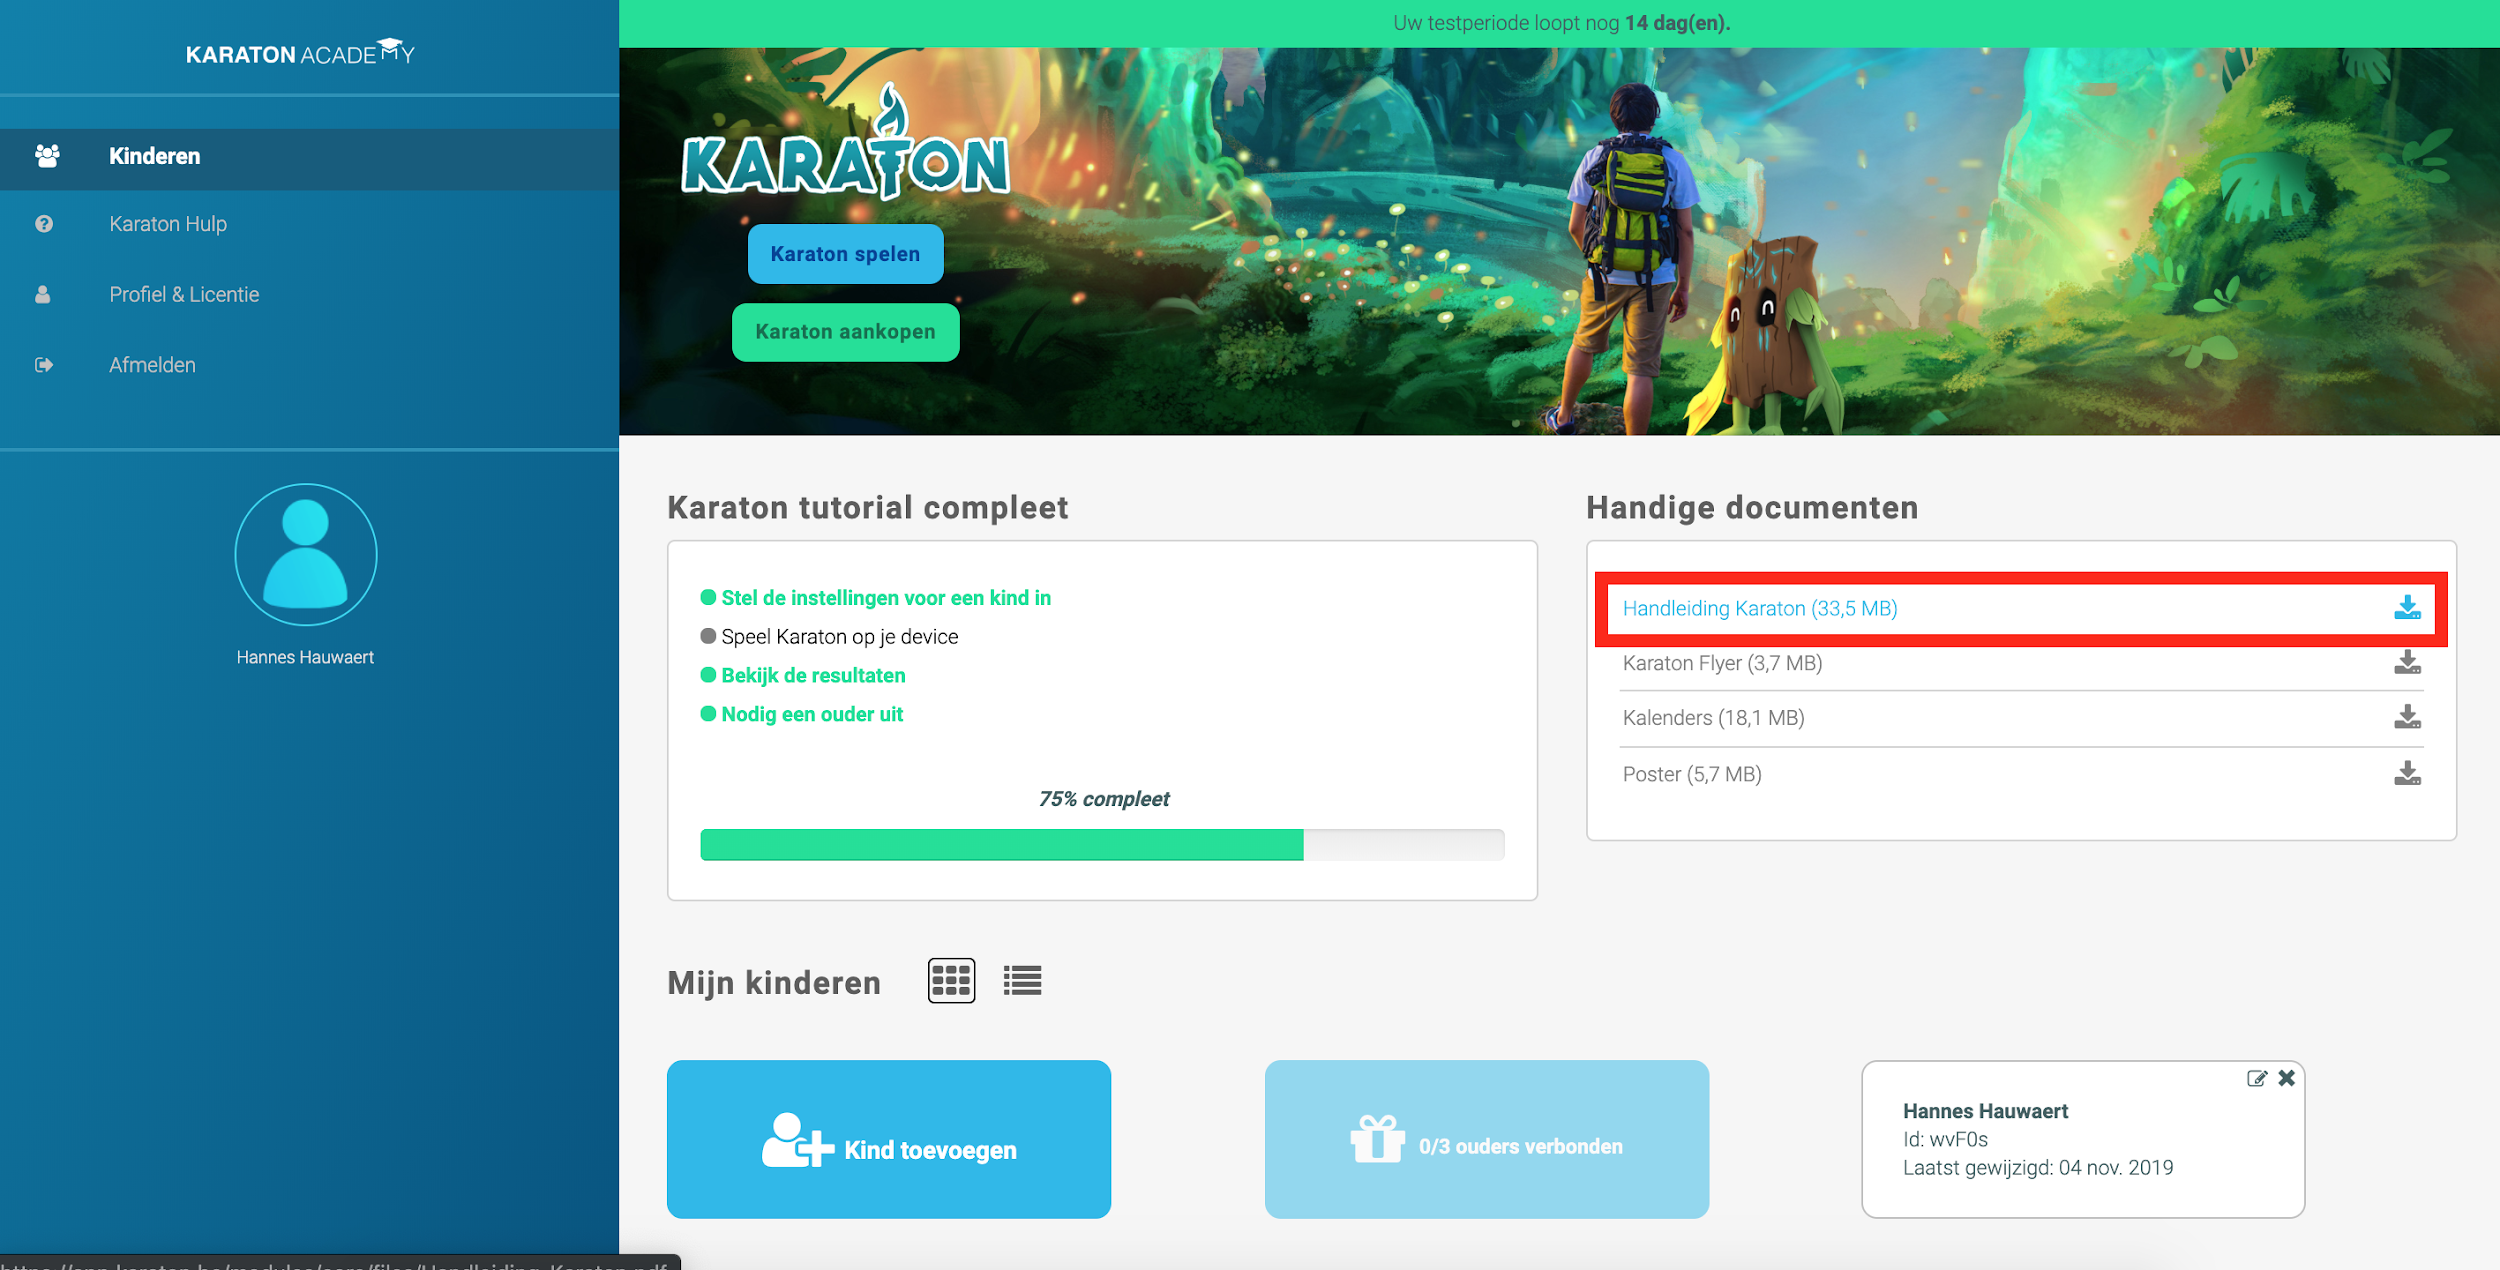 KARATON ACADEMY
Kinderen
Karaton Hulp
Profiel & Licentie
Afmelden
Hannes Hauwaert
Uw testperiode loopt nog 14 dag(en).
KARATON
Karaton spelen
Karaton aankopen
Karaton tutorial compleet
Stel de instellingen voor een kind in
Speel Karaton op je device
Bekijk de resultaten
Nodig een ouder uit
75% compleet
Handige documenten
Handleiding Karaton (33,5 MB)
Karaton Flyer (3,7 MB)
Kalenders (18,1 MB)
Poster (5,7 MB)
Mijn kinderen
Kind toevoegen
0/3 ouders verbonden
Hannes Hauwaert
Id: wvF0s
Laatst gewijzigd: 04 nov. 2019